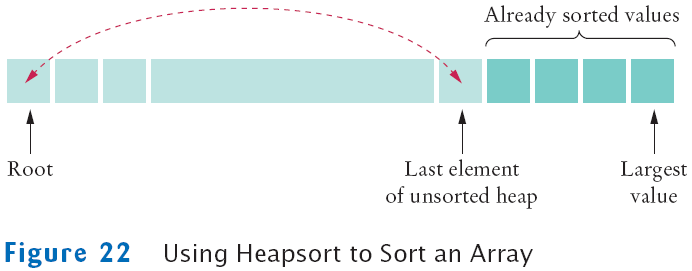 Already sorted values
Root
Last element
of unsorted heap
Largest
value
Figure 22 Using Heapsort to Sort an Array